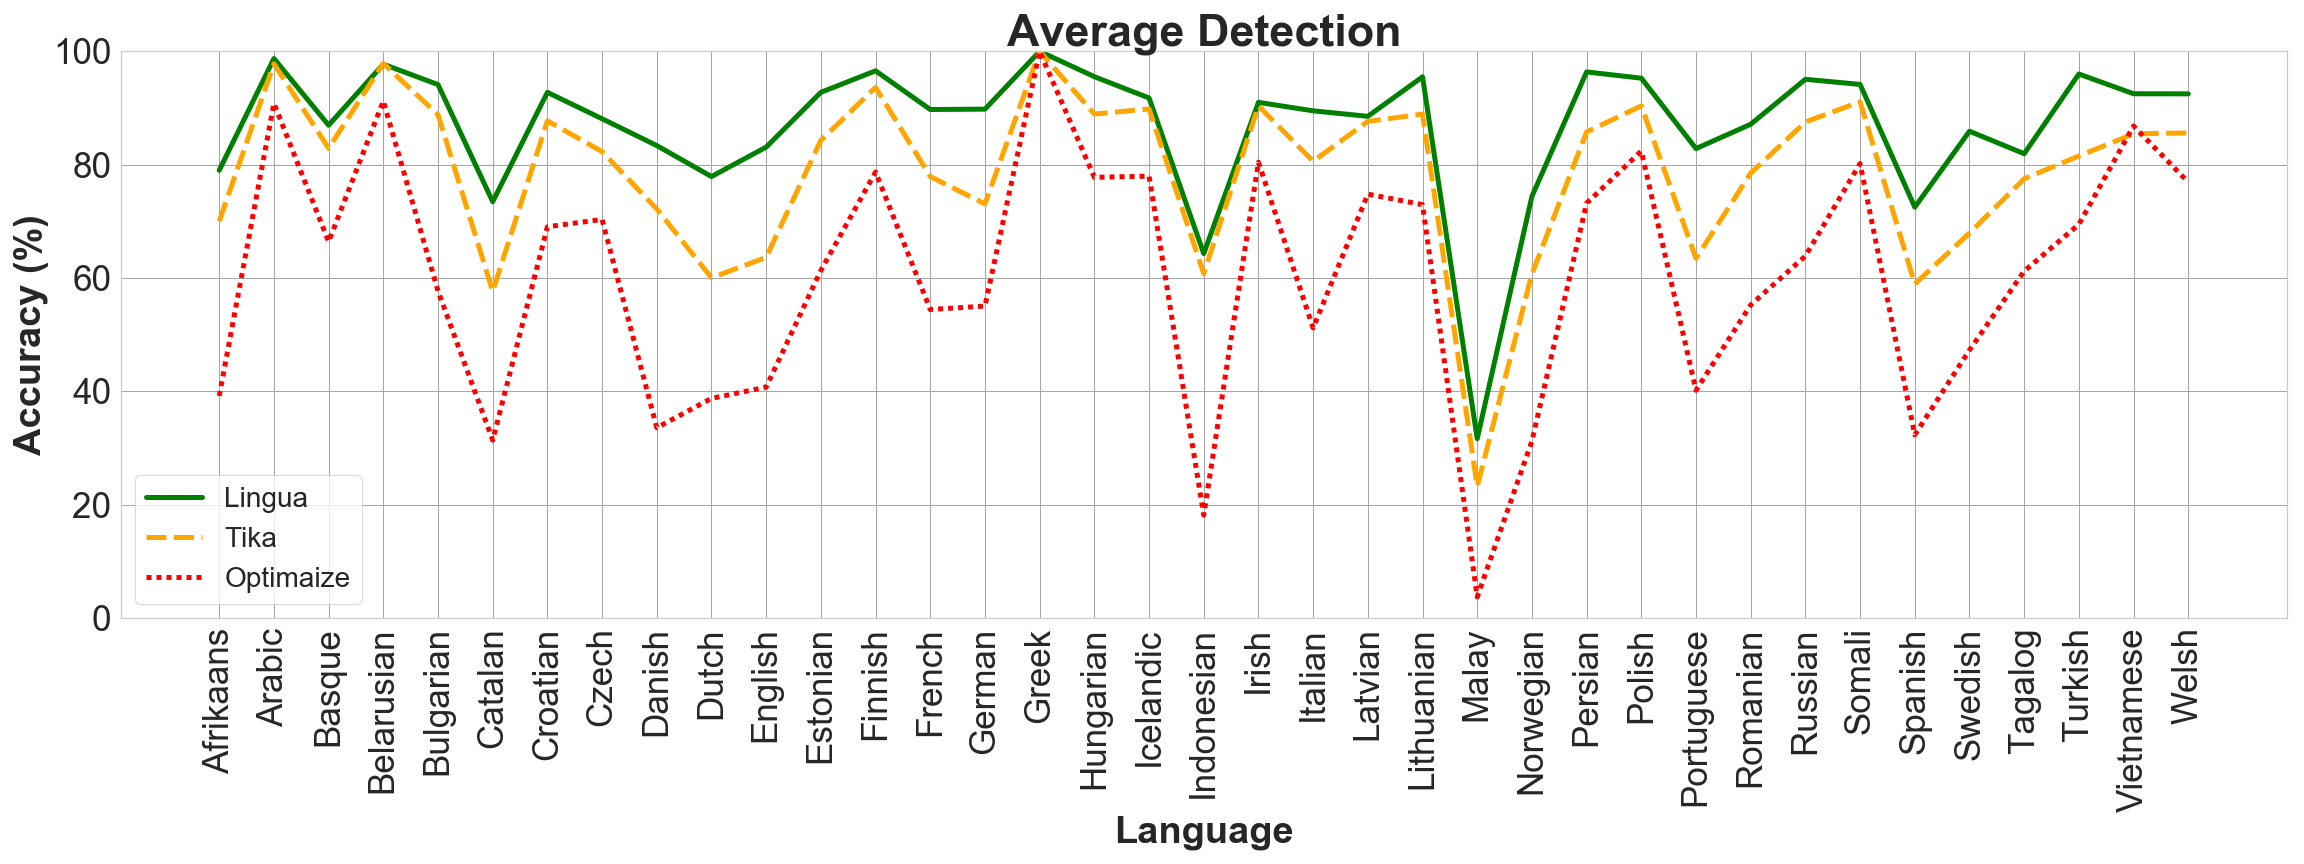 Average Detection
Accuracy (%)
100
80
60
40
20
0
Lingua
Tika
Optimaize
Afrikaans
Arabic
Basque
Belarusian
Bulgarian
Catalan
Croatian
Czech
Danish
Dutch
English
Estonian
Finnish
French
German
Greek
Hungarian
Icelandic
Indonesian
Irish
Italian
Latvian
Lithuanian
Malay
Norwegian
Persian
Polish
Portuguese
Romanian
Russian
Somali
Spanish
Swedish
Tagalog
Turkish
Vietnamese
Welsh
Language